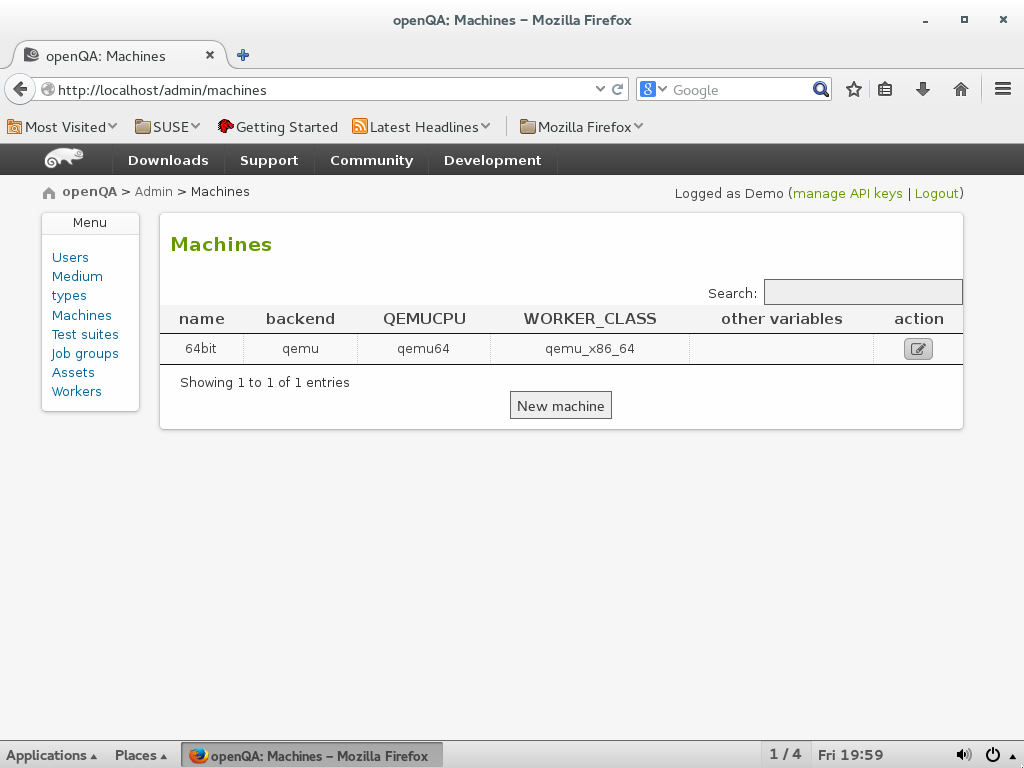 openQA: Machines – Mozilla Firefox
openQA: Machines
http://localhost/admin/machines
Google
Most Visited
SUSE
Getting Started
Latest Headlines
Mozilla Firefox
Downloads
Support
Community
Development
openQA > Admin > Machines
Logged as Demo (manage API keys | Logout)
Menu
Users
Medium
types
Machines
Test suites
Job groups
Assets
Workers
Machines
Search:
name backend QEMUCPU WORKER_CLASS other variables action
64bit qemu qemu64 qemu_x86_64
Showing 1 to 1 of 1 entries
New machine
Applications
Places
openQA: Machines – Mozilla Firefox
1 / 4
Fri 19:59